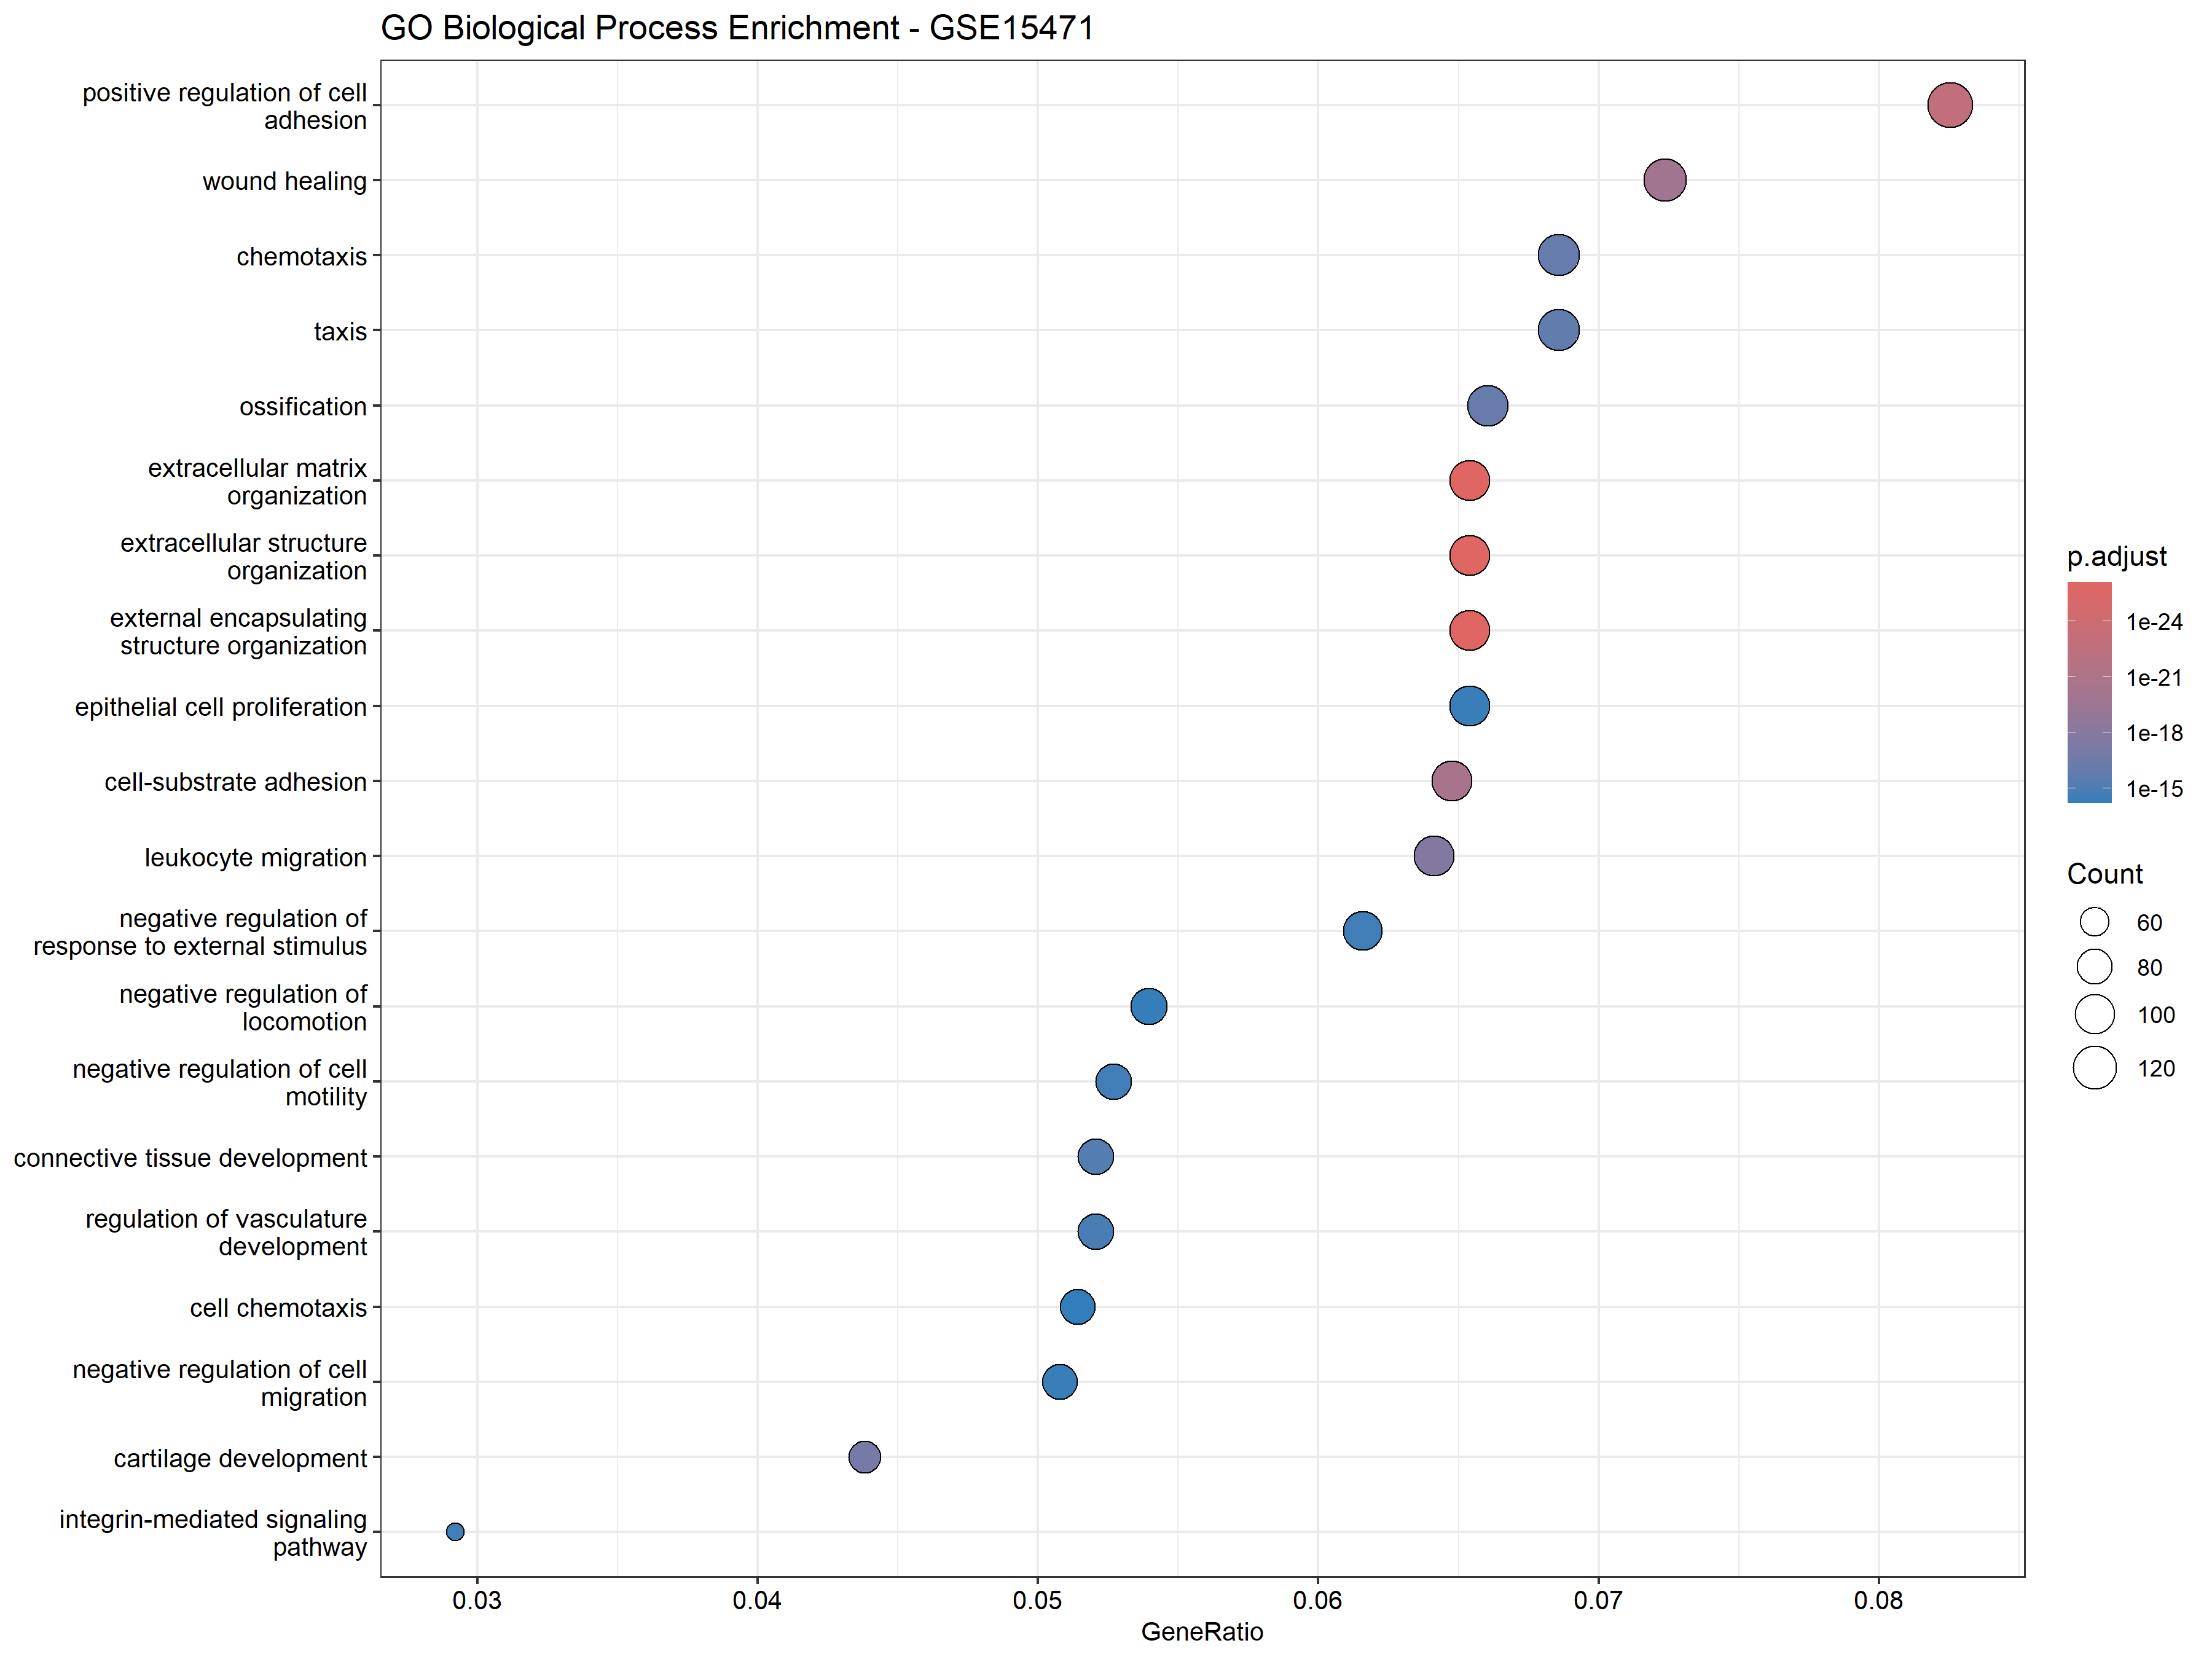 GO Biological Process Enrichment - GSE15471
positive regulation of cell
adhesion
wound healing
chemotaxis
taxis
ossification
extracellular matrix
organization
extracellular structure
organization
external encapsulating
structure organization
epithelial cell proliferation
cell-substrate adhesion
leukocyte migration
negative regulation of
response to external stimulus
negative regulation of
locomotion
negative regulation of cell
motility
connective tissue development
regulation of vasculature
development
cell chemotaxis
negative regulation of cell
migration
cartilage development
integrin-mediated signaling
pathway
0.03 0.04 0.05 0.06 0.07 0.08
GeneRatio
p.adjust
1e-24
1e-21
1e-18
1e-15
Count
60
80
100
120